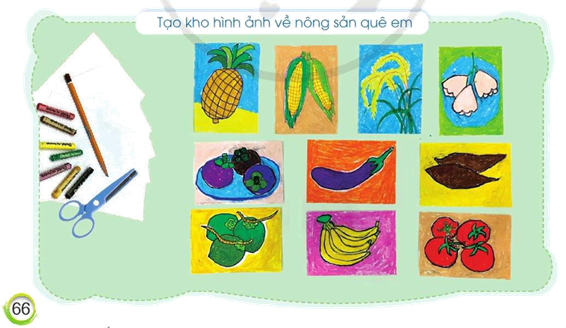 Tạo kho hình ảnh về nông sản quê em
66